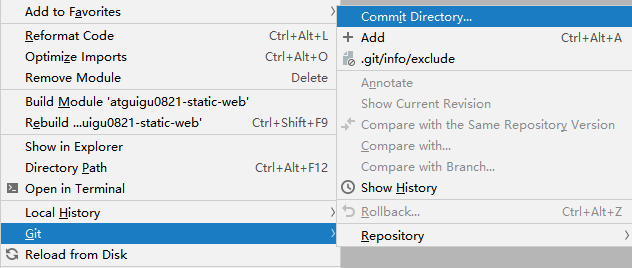 Add to Favorites
Reformat Code Ctrl+Alt+L
Optimize Imports Ctrl+Alt+O
Remove Module Delete
Build Module 'atguigu0821-static-web'
Rebuild ...uigu0821-static-web' Ctrl+Shift+F9
Show in Explorer
Directory Path Ctrl+Alt+F12
Open in Terminal
Local History
Git
Reload from Disk
Commit Directory...
Add Ctrl+Alt+A
.git/info/exclude
Annotate
Show Current Revision
Compare with the Same Repository Version
Compare with...
Compare with Branch...
Show History
Rollback... Ctrl+Alt+Z
Repository